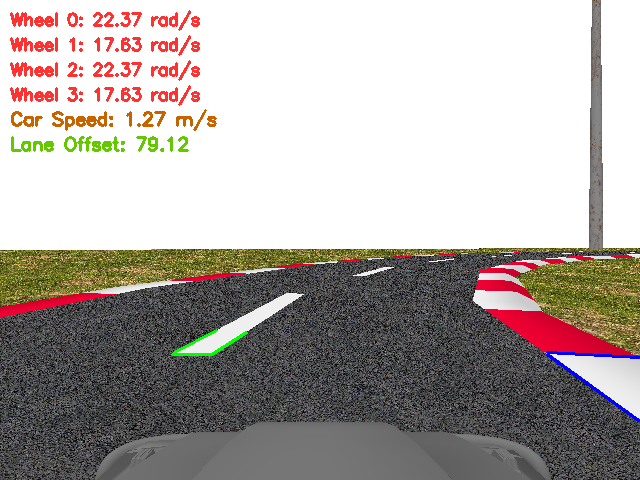 Wheel 0: 22.37 rad/s
Wheel 1: 17.63 rad/s
Wheel 2: 22.37 rad/s
Wheel 3: 17.63 rad/s
Car Speed: 1.27 m/s
Lane Offset: 79.12